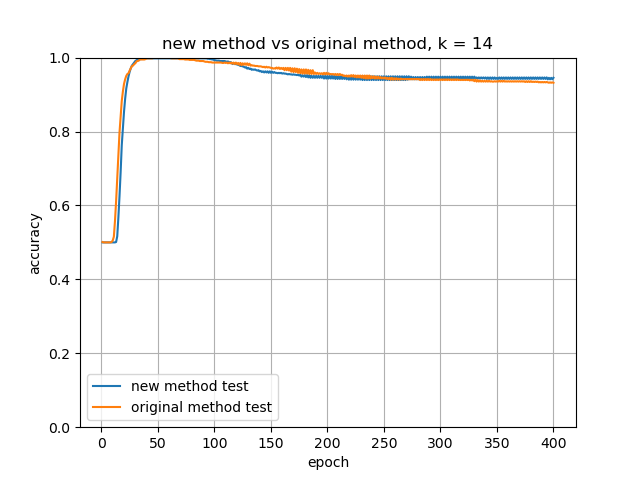 new method vs original method, k = 14
accuracy
1.0
0.8
0.6
0.4
0.2
0.0
new method test
original method test
0 50 100 150 200 250 300 350 400
epoch